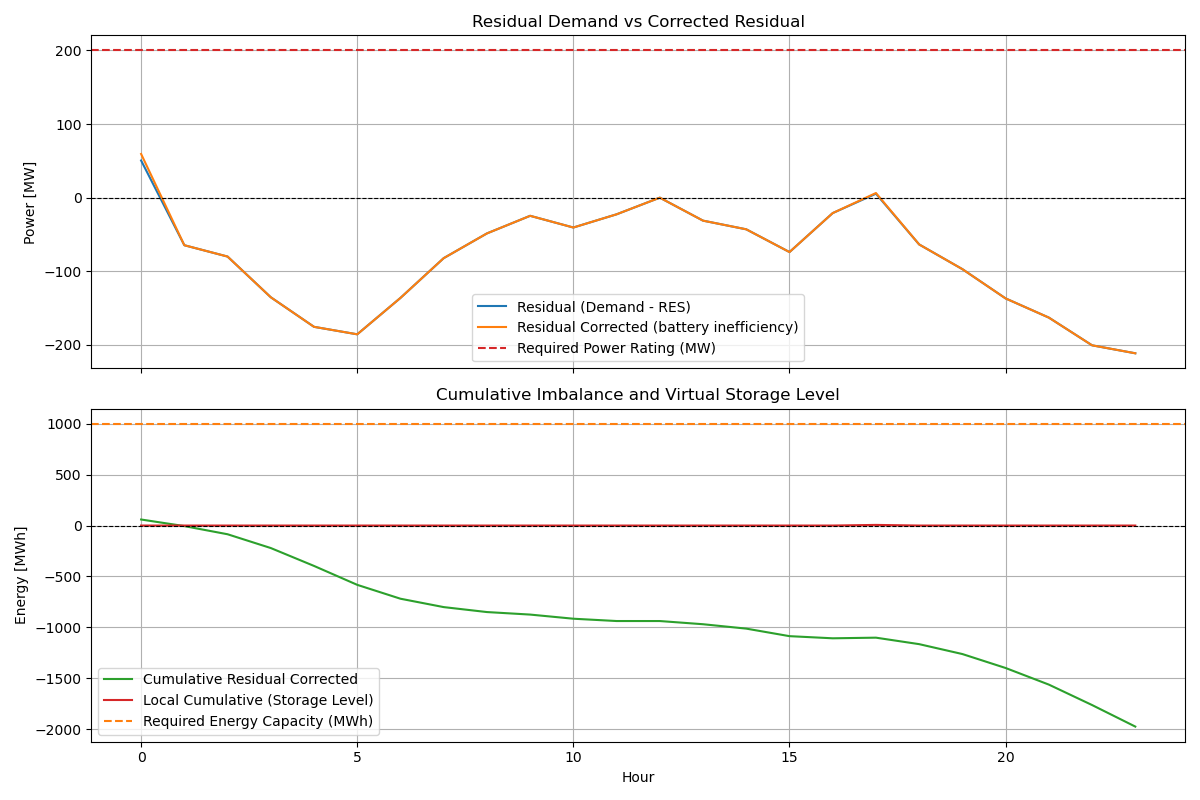 Residual Demand vs Corrected Residual
200
100
0
−100
−200
Power [MW]
Residual (Demand - RES)
Residual Corrected (battery inefficiency)
Required Power Rating (MW)
Cumulative Imbalance and Virtual Storage Level
1000
500
0
−500
−1000
−1500
−2000
Energy [MWh]
Cumulative Residual Corrected
Local Cumulative (Storage Level)
Required Energy Capacity (MWh)
0 5 10 15 20
Hour